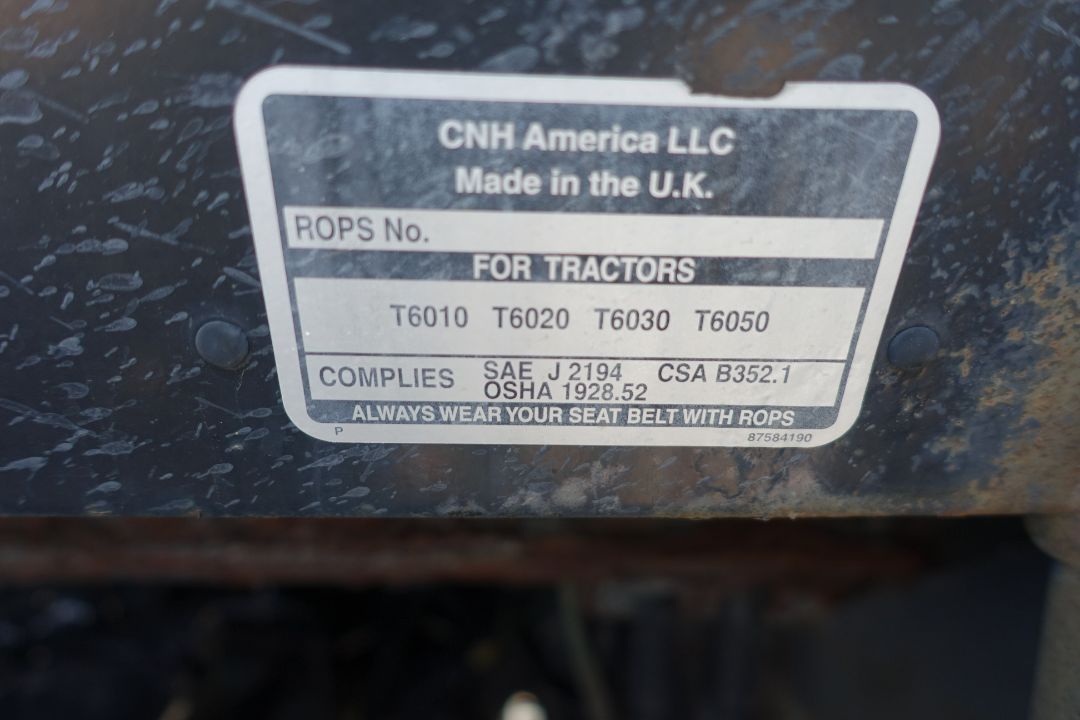 CNH America LLC
Made in the U.K.
ROPS No.
FOR TRACTORS
T6010 T6020 T6030 T6050
COMPLIES SAE J 2194 CSA B352.1
OSHA 1928.52
ALWAYS WEAR YOUR SEAT BELT WITH ROPS
P 87584190